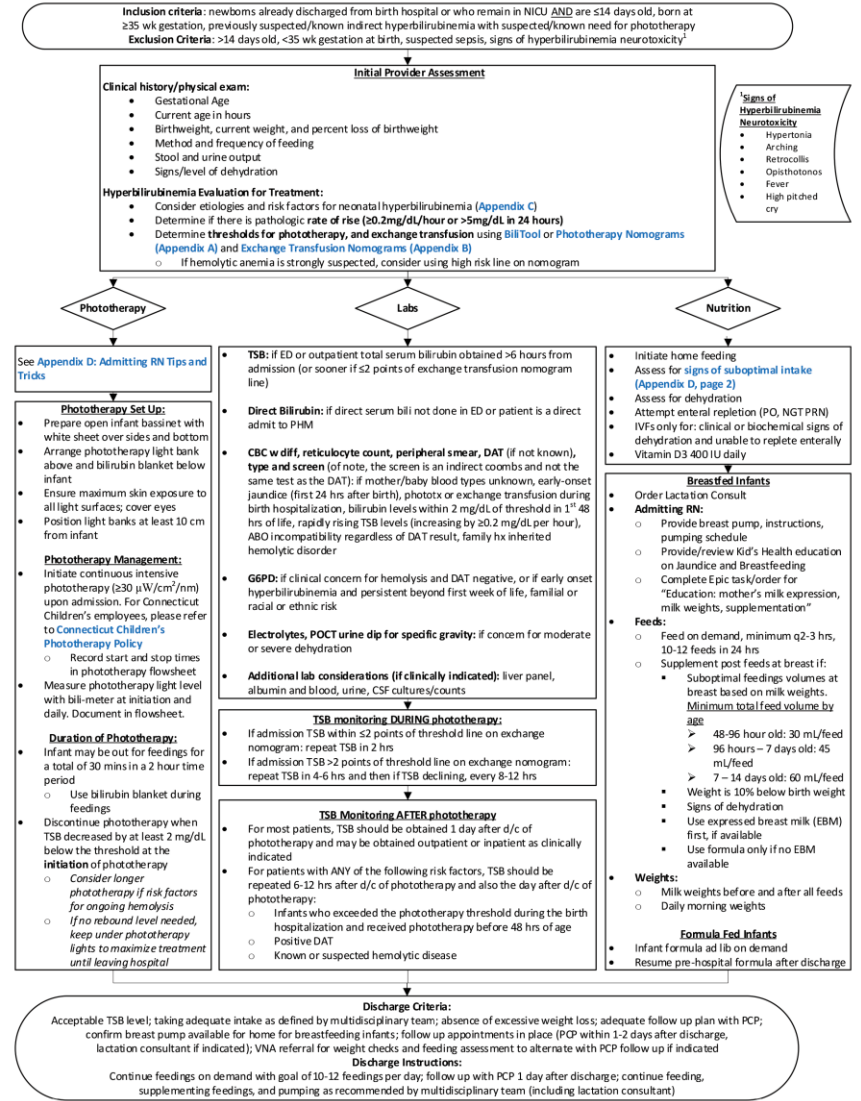 Inclusion criteria: newborns already discharged from birth hospital or who remain in NICU AND are ≤14 days old, born at
≥35 wk gestation, previously suspected/known indirect hyperbilirubinemia with suspected/known need for phototherapy
Exclusion Criteria: >14 days old, <35 wk gestation at birth, suspected sepsis, signs of hyperbilirubinemia neurotoxicity¹
Initial Provider Assessment
Clinical history/physical exam:
• Gestational Age
• Current age in hours
• Birthweight, current weight, and percent loss of birthweight
• Method and frequency of feeding
• Stool and urine output
• Signs/level of dehydration
Hyperbilirubinemia Evaluation for Treatment:
• Consider etiologies and risk factors for neonatal hyperbilirubinemia (Appendix C)
• Determine if there is pathologic rate of rise (≥0.2mg/dL/hour or >5mg/dL in 24 hours)
• Determine thresholds for phototherapy, and exchange transfusion using BiliTool or Phototherapy Nomograms
(Appendix A) and Exchange Transfusion Nomograms (Appendix B)
○ If hemolytic anemia is strongly suspected, consider using high risk line on nomogram
¹Signs of
Hyperbilirubinemia
Neurotoxicity
• Hypertonia
• Arching
• Retrocollis
• Opisthotonos
• Fever
• High pitched
cry
Phototherapy
See Appendix D: Admitting RN Tips and
Tricks
Phototherapy Set Up:
• Prepare open infant bassinet with
white sheet over sides and bottom
• Arrange phototherapy light bank
above and bilirubin blanket below
infant
• Ensure maximum skin exposure to
all light surfaces; cover eyes
• Position light banks at least 10 cm
from infant
Phototherapy Management:
• Initiate continuous intensive
phototherapy (≥30 μW/cm²/nm)
upon admission. For Connecticut
Children's employees, please refer
to Connecticut Children's
Phototherapy Policy
○ Record start and stop times
in phototherapy flowsheet
• Measure phototherapy light level
with bili-meter at initiation and
daily. Document in flowsheet.
Duration of Phototherapy:
• Infant may be out for feedings for
a total of 30 mins in a 2 hour time
period
○ Use bilirubin blanket during
feedings
• Discontinue phototherapy when
TSB decreased by at least 2 mg/dL
below the threshold at the
initiation of phototherapy
○ Consider longer
phototherapy if risk factors
for ongoing hemolysis
○ If no rebound level needed,
keep under phototherapy
lights to maximize treatment
until leaving hospital
Labs
• TSB: if ED or outpatient total serum bilirubin obtained >6 hours from
admission (or sooner if ≤2 points of exchange transfusion nomogram
line)
• Direct Bilirubin: if direct serum bili not done in ED or patient is a direct
admit to PHM
• CBC w diff, reticulocyte count, peripheral smear, DAT (if not known),
type and screen (of note, the screen is an indirect coombs and not the
same test as the DAT): if mother/baby blood types unknown, early-onset
jaundice (first 24 hrs after birth), phototx or exchange transfusion during
birth hospitalization, bilirubin levels within 2 mg/dL of threshold in 1st 48
hrs of life, rapidly rising TSB levels (increasing by ≥0.2 mg/dL per hour),
ABO incompatibility regardless of DAT result, family hx inherited
hemolytic disorder
• G6PD: if clinical concern for hemolysis and DAT negative, or if early onset
hyperbilirubinemia and persistent beyond first week of life, familial or
racial or ethnic risk
• Electrolytes, POCT urine dip for specific gravity: if concern for moderate
or severe dehydration
• Additional lab considerations (if clinically indicated): liver panel,
albumin and blood, urine, CSF cultures/counts
TSB monitoring DURING phototherapy:
• If admission TSB within ≤2 points of threshold line on exchange
nomogram: repeat TSB in 2 hrs
• If admission TSB >2 points of threshold line on exchange nomogram:
repeat TSB in 4-6 hrs and then if TSB declining, every 8-12 hrs
TSB Monitoring AFTER phototherapy
• For most patients, TSB should be obtained 1 day after d/c of
phototherapy and may be obtained outpatient or inpatient as clinically
indicated
• For patients with ANY of the following risk factors, TSB should be
repeated 6-12 hrs after d/c of phototherapy and also the day after d/c of
phototherapy:
○ Infants who exceeded the phototherapy threshold during the birth
hospitalization and received phototherapy before 48 hrs of age
○ Positive DAT
○ Known or suspected hemolytic disease
Nutrition
• Initiate home feeding
• Assess for signs of suboptimal intake
(Appendix D, page 2)
• Assess for dehydration
• Attempt enteral repletion (PO, NGT PRN)
• IVFs only for: clinical or biochemical signs of
dehydration and unable to replete enterally
• Vitamin D3 400 IU daily
Breastfed Infants
• Order Lactation Consult
• Admitting RN:
○ Provide breast pump, instructions,
pumping schedule
○ Provide/review Kid's Health education
on Jaundice and Breastfeeding
○ Complete Epic task/order for
"Education: mother's milk expression,
milk weights, supplementation"
• Feeds:
○ Feed on demand, minimum q2-3 hrs,
10-12 feeds in 24 hrs
○ Supplement post feeds at breast if:
▪ Suboptimal feedings volumes at
breast based on milk weights.
Minimum total feed volume by
age
➢ 48-96 hour old: 30 mL/feed
➢ 96 hours – 7 days old: 45
mL/feed
➢ 7 – 14 days old: 60 mL/feed
▪ Weight is 10% below birth weight
▪ Signs of dehydration
▪ Use expressed breast milk (EBM)
first, if available
▪ Use formula only if no EBM
available
• Weights:
○ Milk weights before and after all feeds
○ Daily morning weights
Formula Fed Infants
• Infant formula ad lib on demand
• Resume pre-hospital formula after discharge
Discharge Criteria:
Acceptable TSB level; taking adequate intake as defined by multidisciplinary team; absence of excessive weight loss; adequate follow up plan with PCP;
confirm breast pump available for home for breastfeeding infants; follow up appointments in place (PCP within 1-2 days after discharge,
lactation consultant if indicated); VNA referral for weight checks and feeding assessment to alternate with PCP follow up if indicated
Discharge Instructions:
Continue feedings on demand with goal of 10-12 feedings per day; follow up with PCP 1 day after discharge; continue feeding,
supplementing feedings, and pumping as recommended by multidisciplinary team (including lactation consultant)